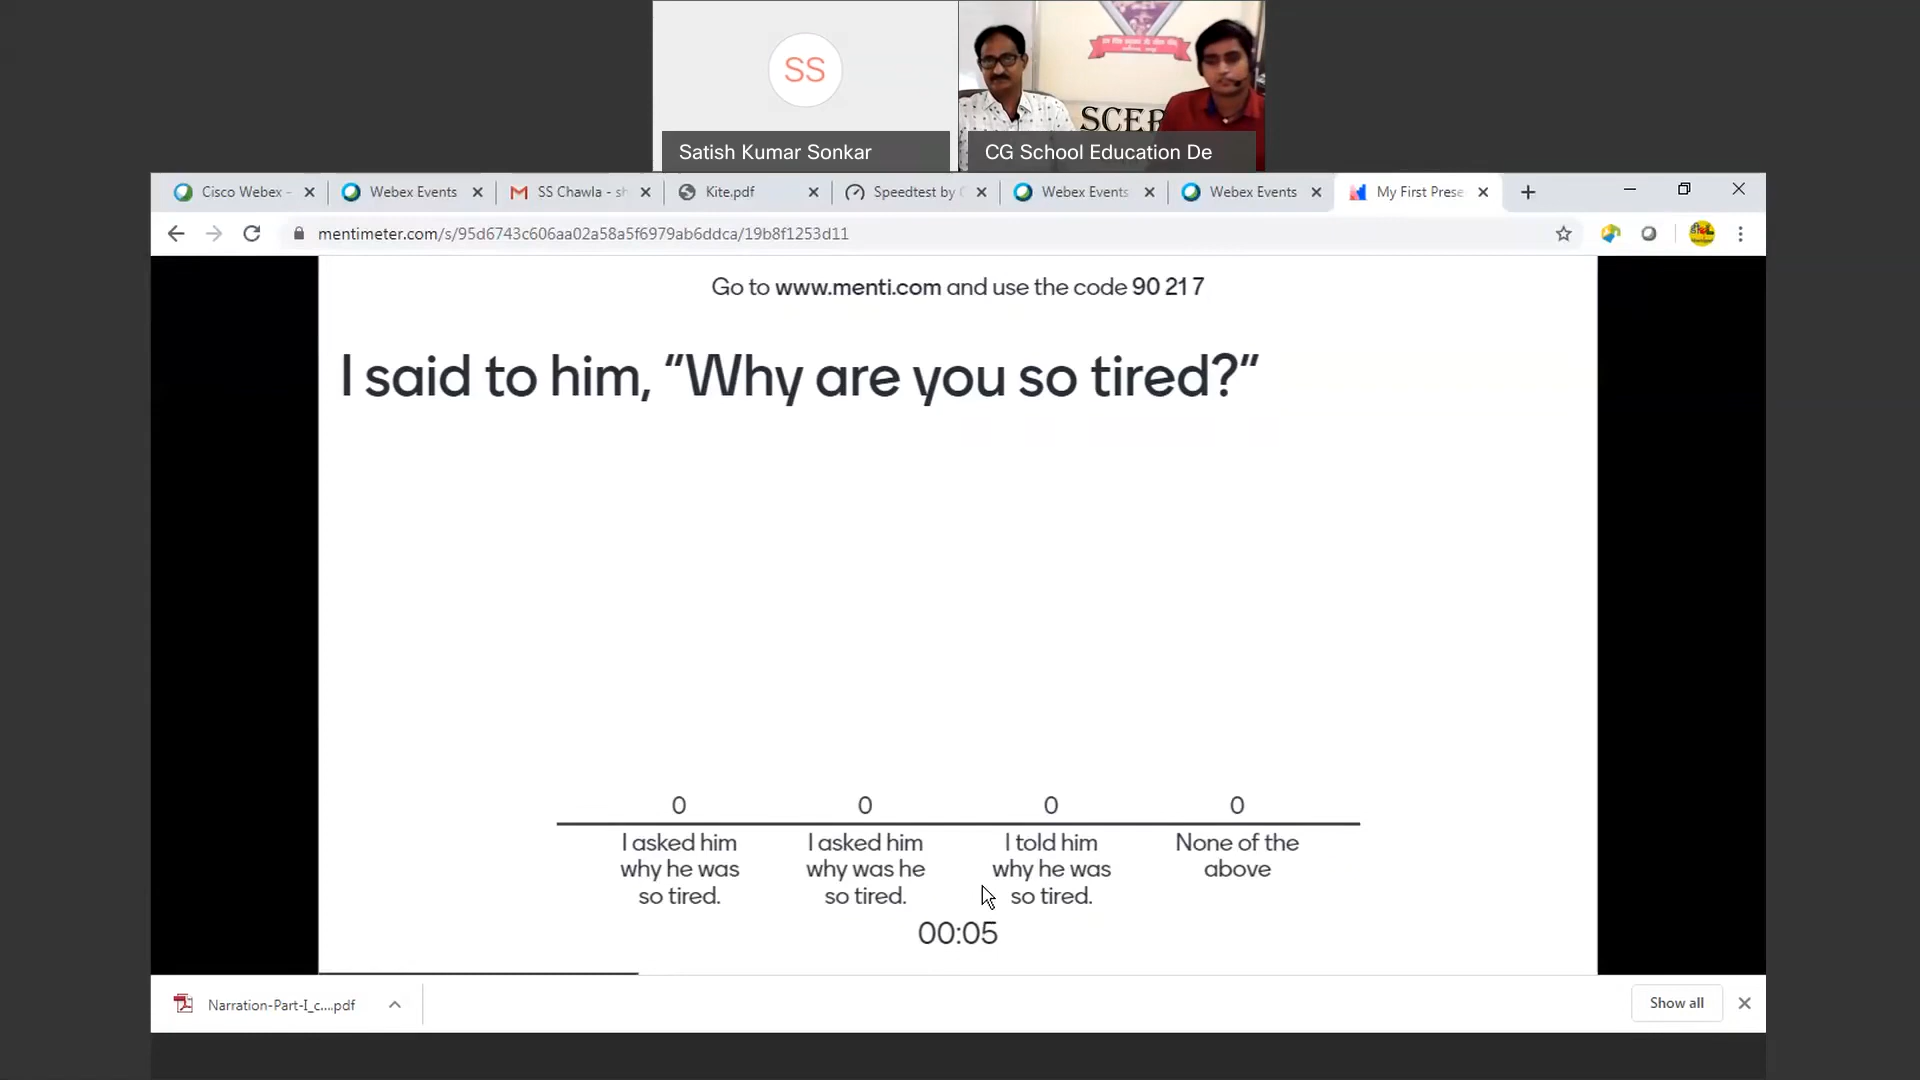 SS
Satish Kumar Sonkar
SCER
CG School Education De
Cisco Webex -
Webex Events
SS Chawla - sh
Kite.pdf
Speedtest by
Webex Events
Webex Events
My First Prese
mentimeter.com/s/95d6743c606aa02a58a5f6979ab6ddca/19b8f1253d11
Go to www.menti.com and use the code 90 21 7
I said to him, “Why are you so tired?”
0 0 0 0
I asked him why he was so tired.
I asked him why was he so tired.
I told him why he was so tired.
None of the above
00:05
Narration-Part-I_c....pdf
Show all